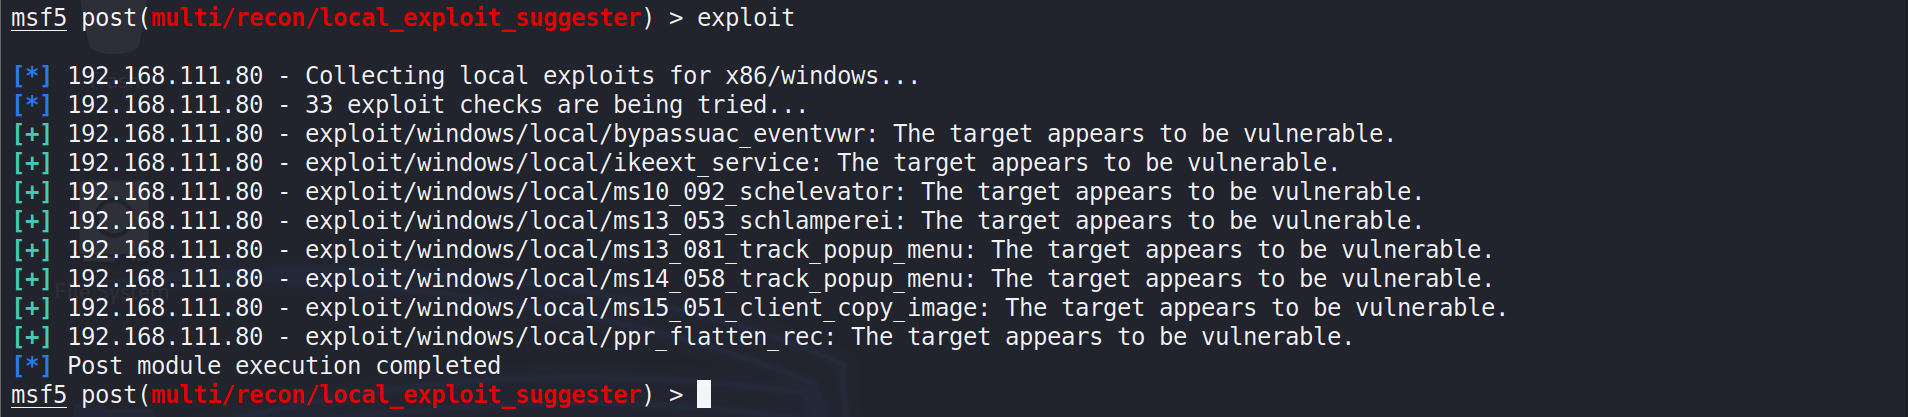 msf5 post(multi/recon/local_exploit_suggester) > exploit
[*] 192.168.111.80 - Collecting local exploits for x86/windows...
[*] 192.168.111.80 - 33 exploit checks are being tried...
[+] 192.168.111.80 - exploit/windows/local/bypassuac_eventvwr: The target appears to be vulnerable.
[+] 192.168.111.80 - exploit/windows/local/ikeext_service: The target appears to be vulnerable.
[+] 192.168.111.80 - exploit/windows/local/ms10_092_schelevator: The target appears to be vulnerable.
[+] 192.168.111.80 - exploit/windows/local/ms13_053_schlamperei: The target appears to be vulnerable.
[+] 192.168.111.80 - exploit/windows/local/ms13_081_track_popup_menu: The target appears to be vulnerable.
[+] 192.168.111.80 - exploit/windows/local/ms14_058_track_popup_menu: The target appears to be vulnerable.
[+] 192.168.111.80 - exploit/windows/local/ms15_051_client_copy_image: The target appears to be vulnerable.
[+] 192.168.111.80 - exploit/windows/local/ppr_flatten_rec: The target appears to be vulnerable.
[*] Post module execution completed
msf5 post(multi/recon/local_exploit_suggester) >